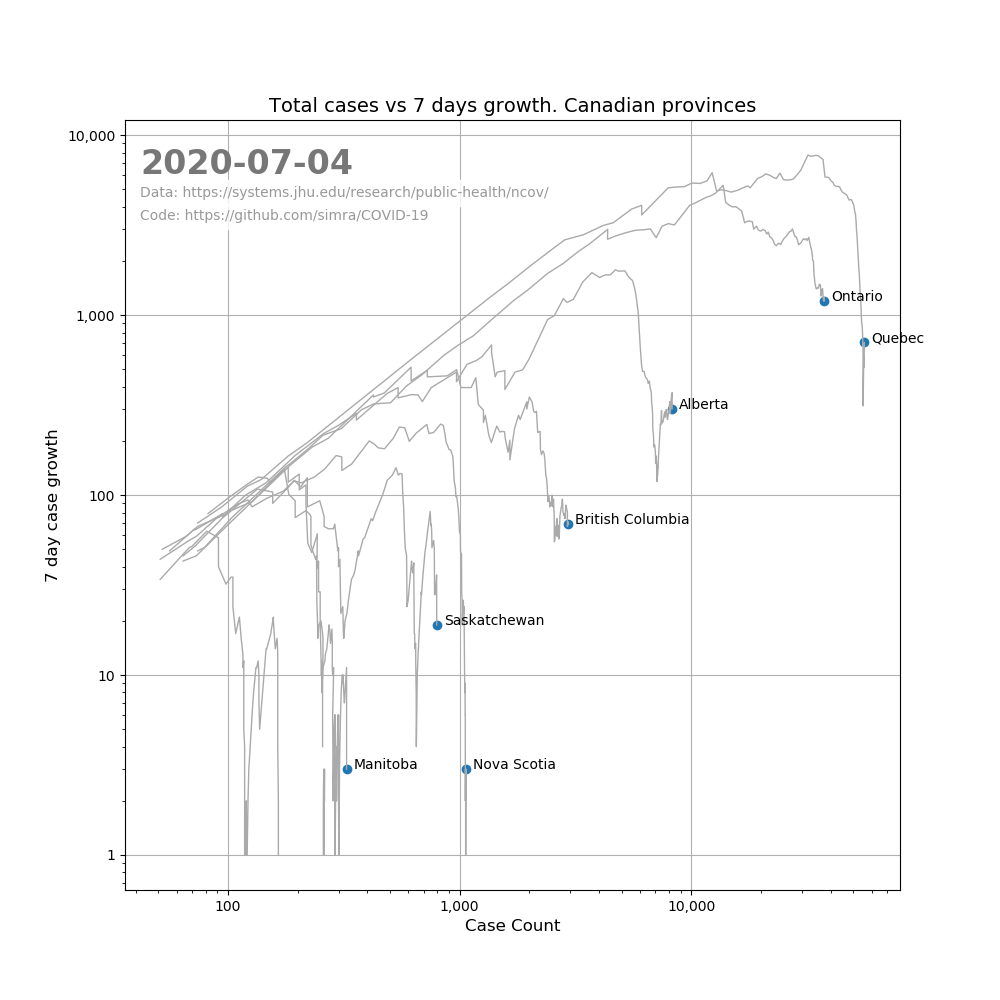 Total cases vs 7 days growth. Canadian provinces
10,000
2020-07-04
Data: https://systems.jhu.edu/research/public-health/ncov/
Code: https://github.com/simra/COVID-19
Ontario
1,000
Quebec
Alberta
100
British Columbia
7 day case growth
Saskatchewan
10
Manitoba
Nova Scotia
1
100
1,000
10,000
Case Count